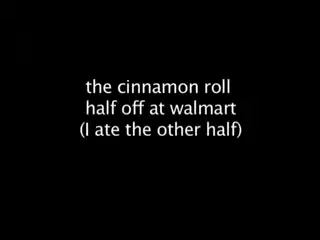 the cinnamon roll
half off at walmart
(I ate the other half)